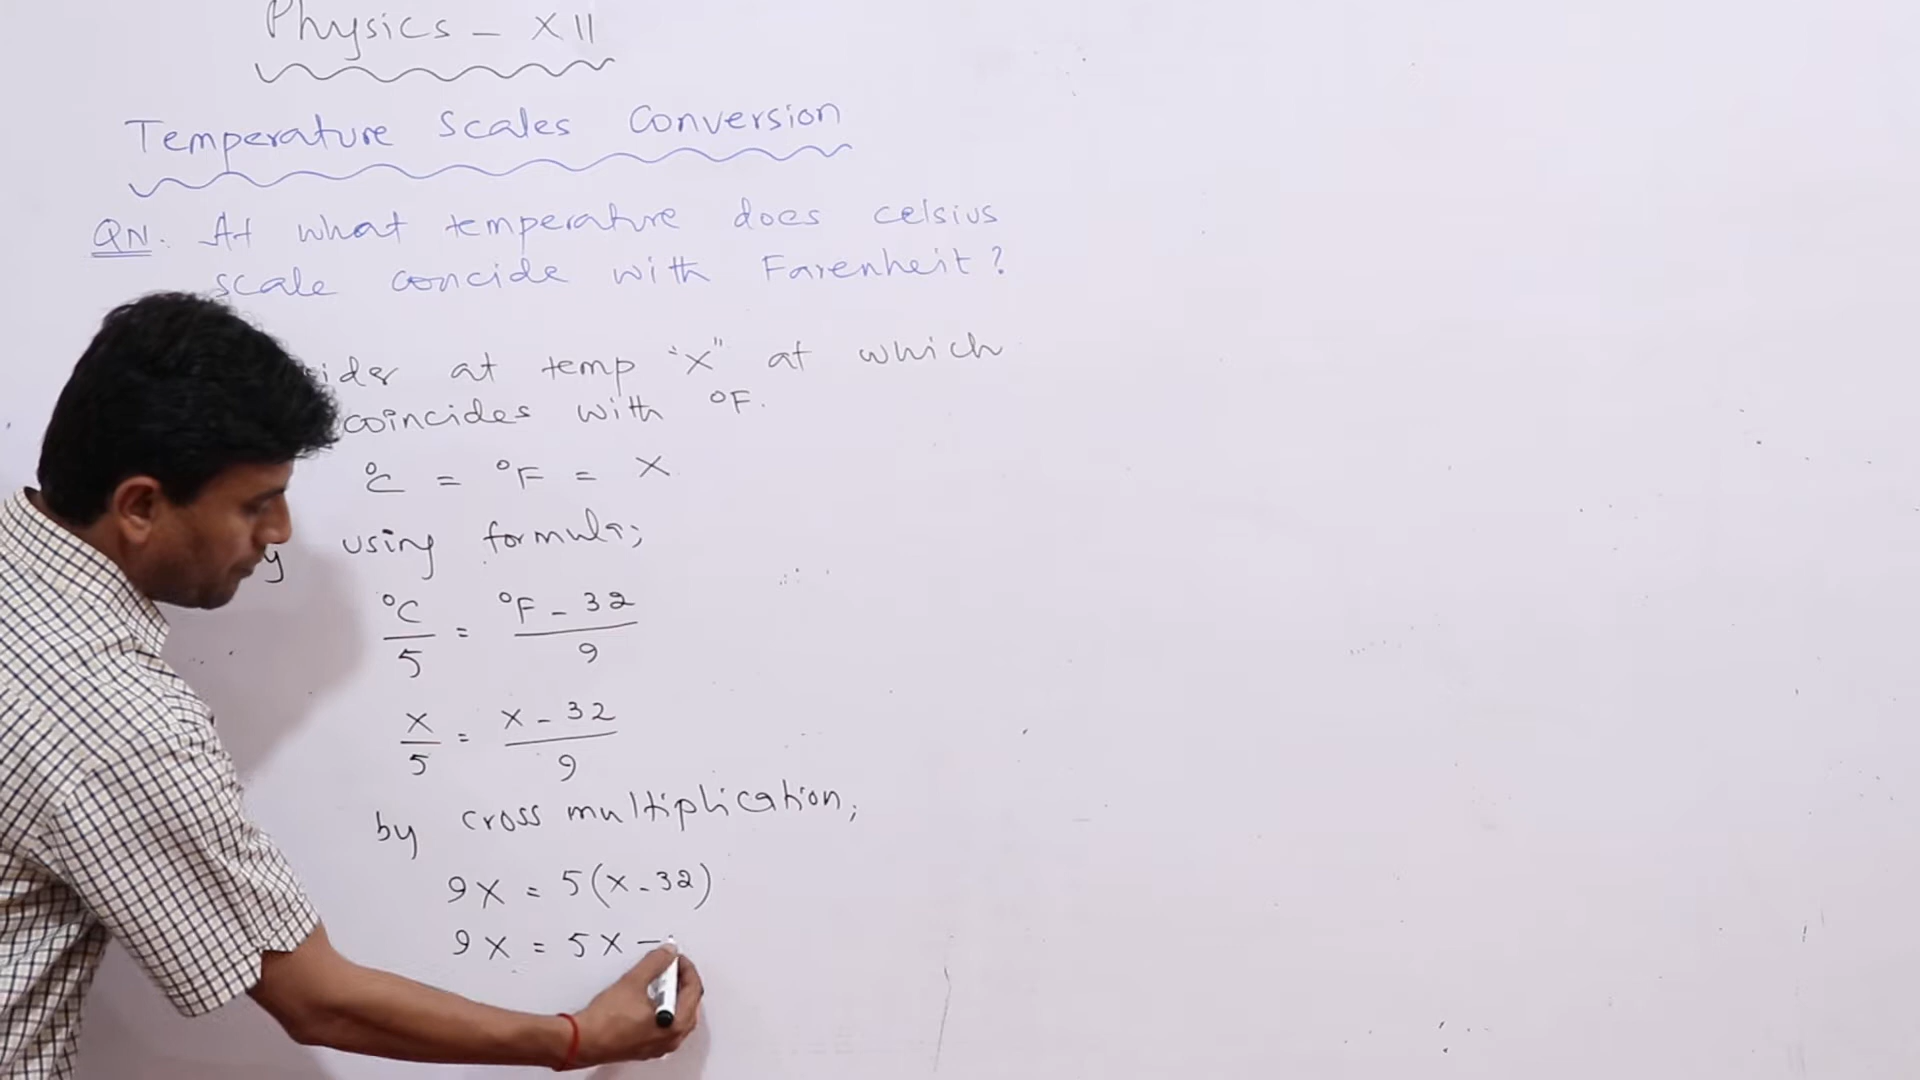 Physics - XII
Temperature Scales Conversion
QN. At what temperature does celsius
scale concide with Farenheit?
at temp "X" at which
coincides with °F.
°C = °F = X
using formula;
°C/5 = °F - 32/9
x/5 = x - 32/9
by cross multiplication;
9X = 5(X - 32)
9X = 5X -